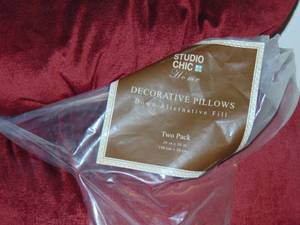 STUDIO
CHIC
Home
DECORATIVE PILLOWS
Down Alternative Fill
Two Pack